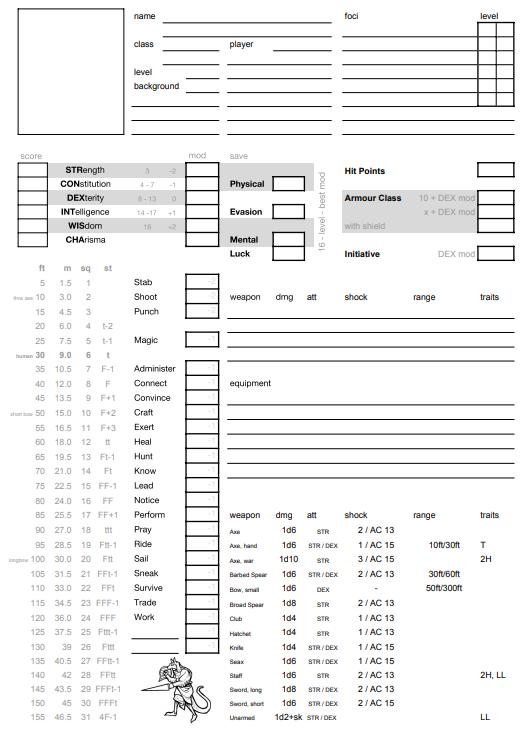 name
foci
level
class
player
level
background
score
mod
STRength 3 -2
CONstitution 4 -7 -1
DEXterity 8 - 13 0
INTelligence 14 -17 +1
WISdom 18 +2
CHArisma
save
Physical
Evasion
Mental
Luck
16 - level - best mod
Hit Points
Armour Class 10 + DEX mod
x + DEX mod
with shield
Initiative DEX mod
ft m sq st
5 1.5 1
10 3.0 2
15 4.5 3
20 6.0 4 t-2
25 7.5 5 t-1
human 30 9.0 6 t
35 10.5 7 F-1
40 12.0 8 F
45 13.5 9 F+1
short bow 50 15.0 10 F+2
55 16.5 11 F+3
60 18.0 12 tt
65 19.5 13 Ft-1
70 21.0 14 Ft
75 22.5 15 FF-1
80 24.0 16 FF
85 25.5 17 FF+1
90 27.0 18 ttt
95 28.5 19 Ftt-1
longbow 100 30.0 20 Ftt
105 31.5 21 FFt-1
110 33.0 22 FFt
115 34.5 23 FFF-1
120 36.0 24 FFF
125 37.5 25 Fttt-1
130 39 26 Fttt
135 40.5 27 FFtt-1
140 42 28 FFtt
145 43.5 29 FFFt-1
150 45 30 FFFt
155 46.5 31 4F-1
Stab
Shoot
Punch
Magic
Administer
Connect
Convince
Craft
Exert
Heal
Hunt
Know
Lead
Notice
Perform
Pray
Ride
Sail
Sneak
Survive
Trade
Work
weapon dmg att shock range traits
equipment
weapon dmg att shock range traits
Axe 1d6 STR 2 / AC 13
Axe, hand 1d6 STR / DEX 1 / AC 15 10ft/30ft T
Axe, war 1d10 STR 3 / AC 15 2H
Barbed Spear 1d6 STR / DEX 2 / AC 13 30ft/60ft
Bow, small 1d6 DEX - 50ft/300ft
Broad Spear 1d8 STR 2 / AC 13
Club 1d4 STR 1 / AC 13
Hatchet 1d4 STR 1 / AC 13
Knife 1d4 STR / DEX 1 / AC 15
Seax 1d6 STR / DEX 1 / AC 15
Staff 1d6 STR 2 / AC 13 2H, LL
Sword, long 1d8 STR / DEX 2 / AC 13
Sword, short 1d6 STR / DEX 2 / AC 15
Unarmed 1d2+sk STR / DEX LL